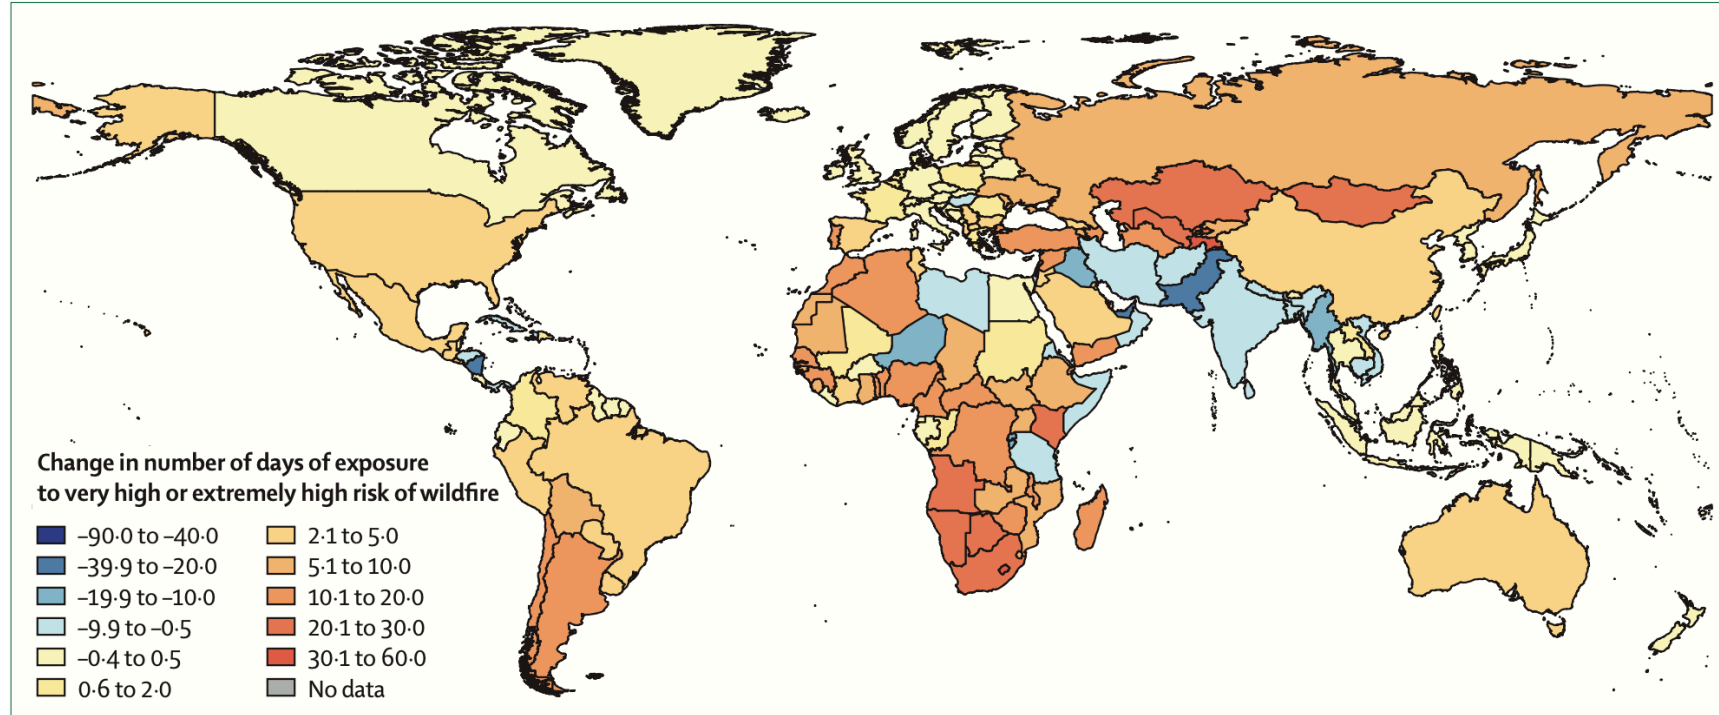 Change in number of days of exposure
to very high or extremely high risk of wildfire
–90·0 to –40·0
–39·9 to –20·0
–19·9 to –10·0
–9·9 to –0·5
–0·4 to 0·5
0·6 to 2·0
2·1 to 5·0
5·1 to 10·0
10·1 to 20·0
20·1 to 30·0
30·1 to 60·0
No data